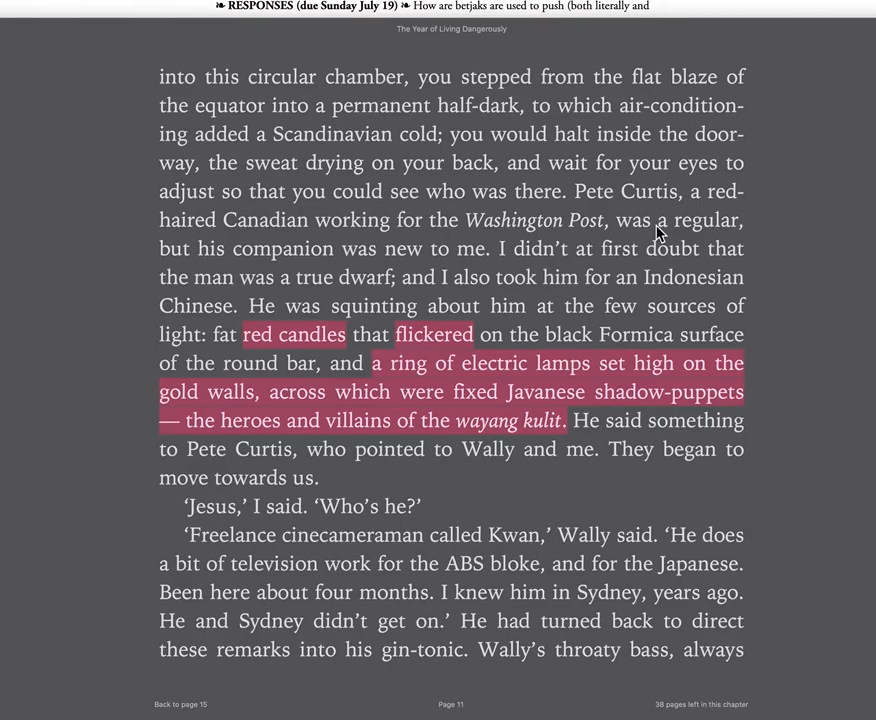 ❧ RESPONSES (due Sunday July 19) ❧ How are betjaks are used to push (both literally and
The Year of Living Dangerously
into this circular chamber, you stepped from the flat blaze of
the equator into a permanent half-dark, to which air-condition-
ing added a Scandinavian cold; you would halt inside the door-
way, the sweat drying on your back, and wait for your eyes to
adjust so that you could see who was there. Pete Curtis, a red-
haired Canadian working for the Washington Post, was a regular,
but his companion was new to me. I didn’t at first doubt that
the man was a true dwarf; and I also took him for an Indonesian
Chinese. He was squinting about him at the few sources of
light: fat red candles that flickered on the black Formica surface
of the round bar, and a ring of electric lamps set high on the
gold walls, across which were fixed Javanese shadow-puppets
— the heroes and villains of the wayang kulit. He said something
to Pete Curtis, who pointed to Wally and me. They began to
move towards us.
‘Jesus,’ I said. ‘Who’s he?’
‘Freelance cinecameraman called Kwan,’ Wally said. ‘He does
a bit of television work for the ABS bloke, and for the Japanese.
Been here about four months. I knew him in Sydney, years ago.
He and Sydney didn’t get on.’ He had turned back to direct
these remarks into his gin-tonic. Wally’s throaty bass, always
Back to page 15
Page 11
38 pages left in this chapter